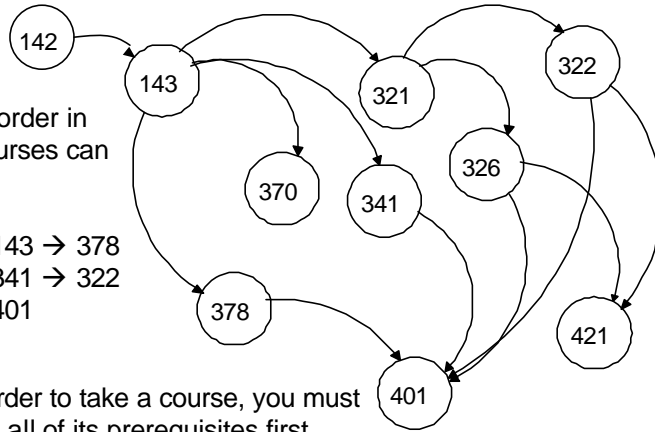 142
143
321
322
order in
urses can
370
341
326
143 → 378
341 → 322
401
378
421
401
rder to take a course, you must
all of its prerequisites first